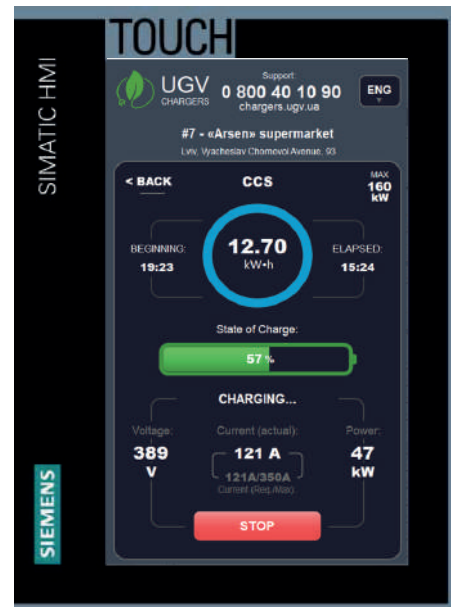 TOUCH
SIMATIC HMI
UGV
CHARGERS
Support:
0 800 40 10 90
chargers.ugv.ua
ENG
#7 - «Arsen» supermarket
Lviv, Vyacheslav Chornovol Avenue, 93
< BACK
CCS
MAX
160
kW
BEGINNING:
19:23
12.70
kW•h
ELAPSED:
15:24
State of Charge:
57 %
CHARGING...
Voltage:
389
V
Current (actual):
121 A
121A/350A
Current (Req./Max)
Power:
47
kW
STOP
SIEMENS